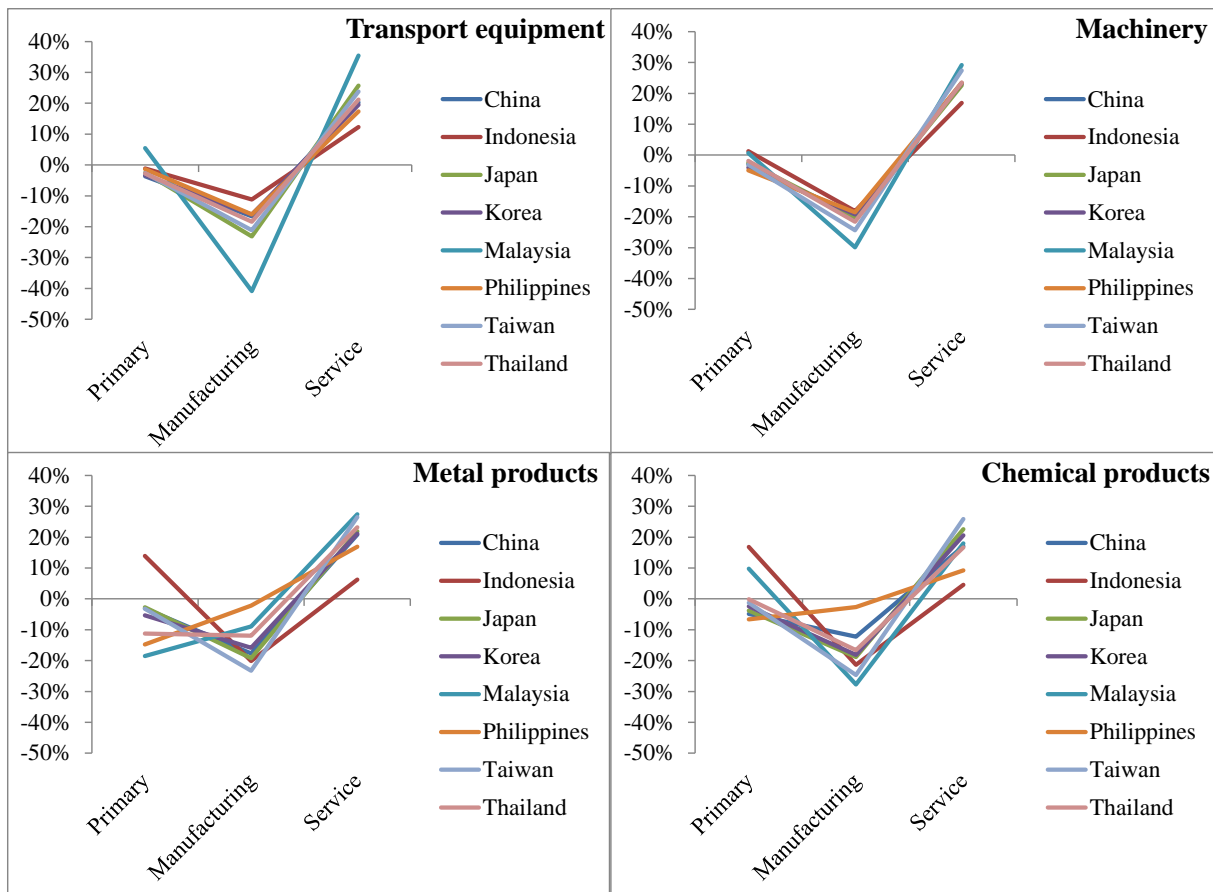 Transport equipment
40%
30%
20%
10%
0%
-10%
-20%
-30%
-40%
-50%
Primary
Manufacturing
Service
China
Indonesia
Japan
Korea
Malaysia
Philippines
Taiwan
Thailand
Machinery
40%
30%
20%
10%
0%
-10%
-20%
-30%
-40%
-50%
Primary
Manufacturing
Service
China
Indonesia
Japan
Korea
Malaysia
Philippines
Taiwan
Thailand
Metal products
40%
30%
20%
10%
0%
-10%
-20%
-30%
-40%
-50%
Primary
Manufacturing
Service
China
Indonesia
Japan
Korea
Malaysia
Philippines
Taiwan
Thailand
Chemical products
40%
30%
20%
10%
0%
-10%
-20%
-30%
-40%
-50%
Primary
Manufacturing
Service
China
Indonesia
Japan
Korea
Malaysia
Philippines
Taiwan
Thailand